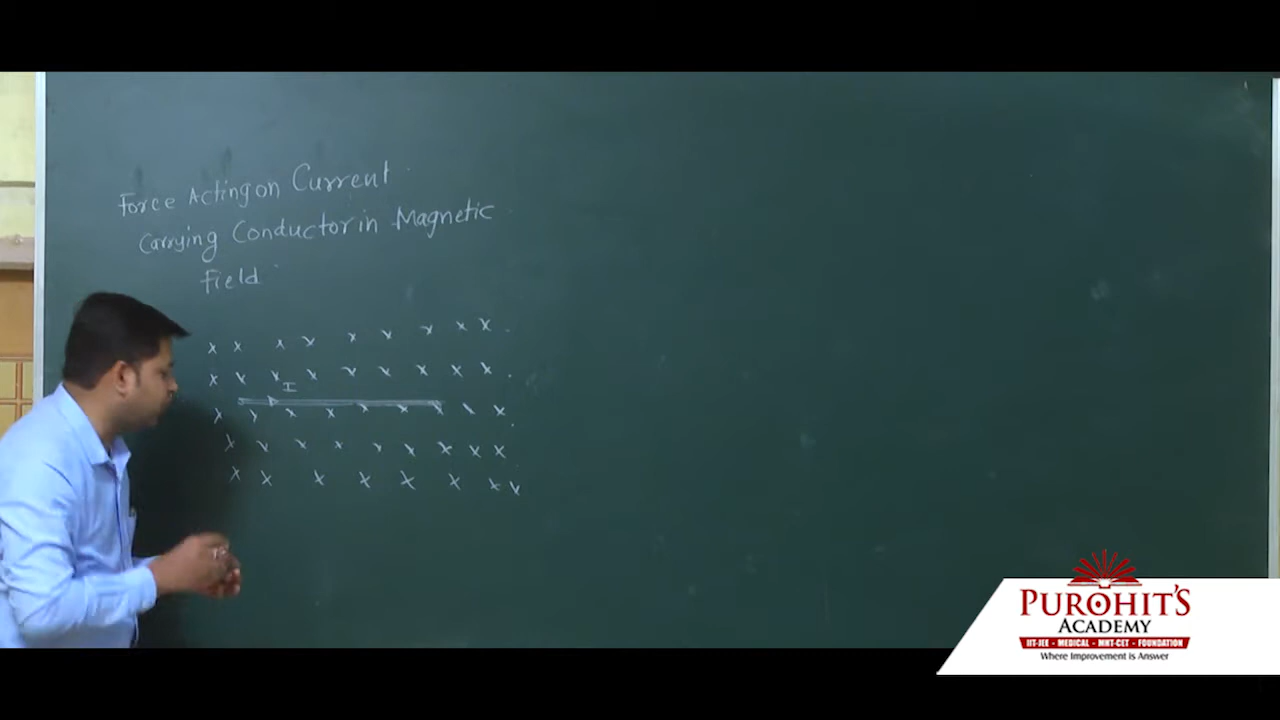 Force Acting on Current
Carrying Conductor in Magnetic
field
x x x x x x x x x
x x x x x x x x x
I
x x x x x x x x x
x x x x x x x x x
x x x x x x x x
PUROHIT'S
ACADEMY
IIT-JEE - MEDICAL - MHT-CET - FOUNDATION
Where Improvement is Answer